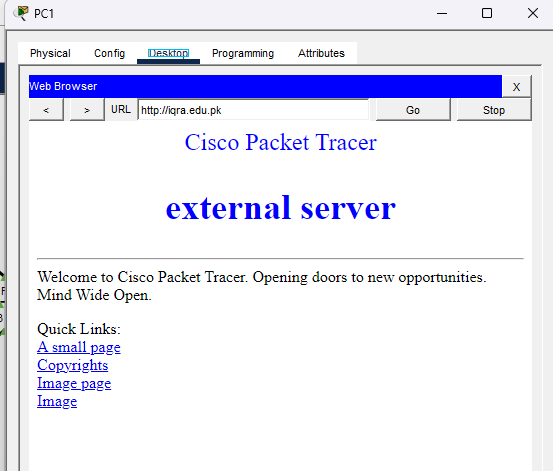 PC1
Physical Config Desktop Programming Attributes
Web Browser X
< > URL http://iqra.edu.pk Go Stop
Cisco Packet Tracer
external server
Welcome to Cisco Packet Tracer. Opening doors to new opportunities.
Mind Wide Open.
Quick Links:
A small page
Copyrights
Image page
Image